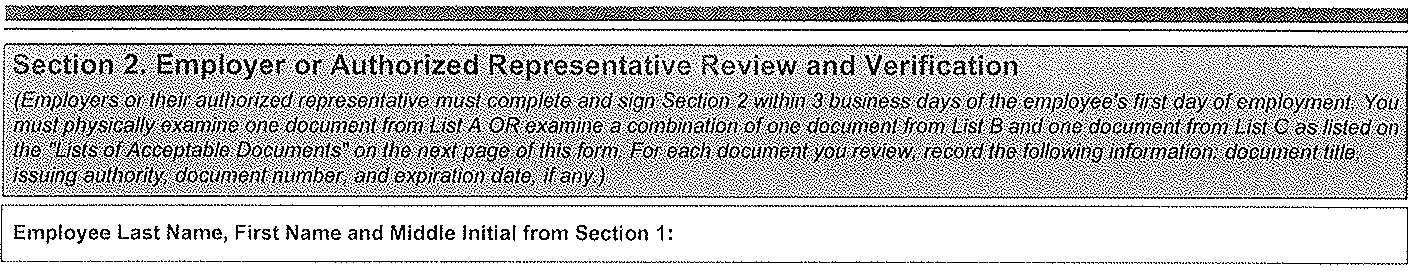 Section 2. Employer or Authorized Representative Review and Verification
(Employers or their authorized representative must complete and sign Section 2 within 3 business days of the employee's first day of employment. You
must physically examine one document from List A OR examine a combination of one document from List B and one document from List C as listed on
the "Lists of Acceptable Documents" on the next page of this form. For each document you review, record the following information: document title,
issuing authority, document number, and expiration date, if any.)
Employee Last Name, First Name and Middle Initial from Section 1: